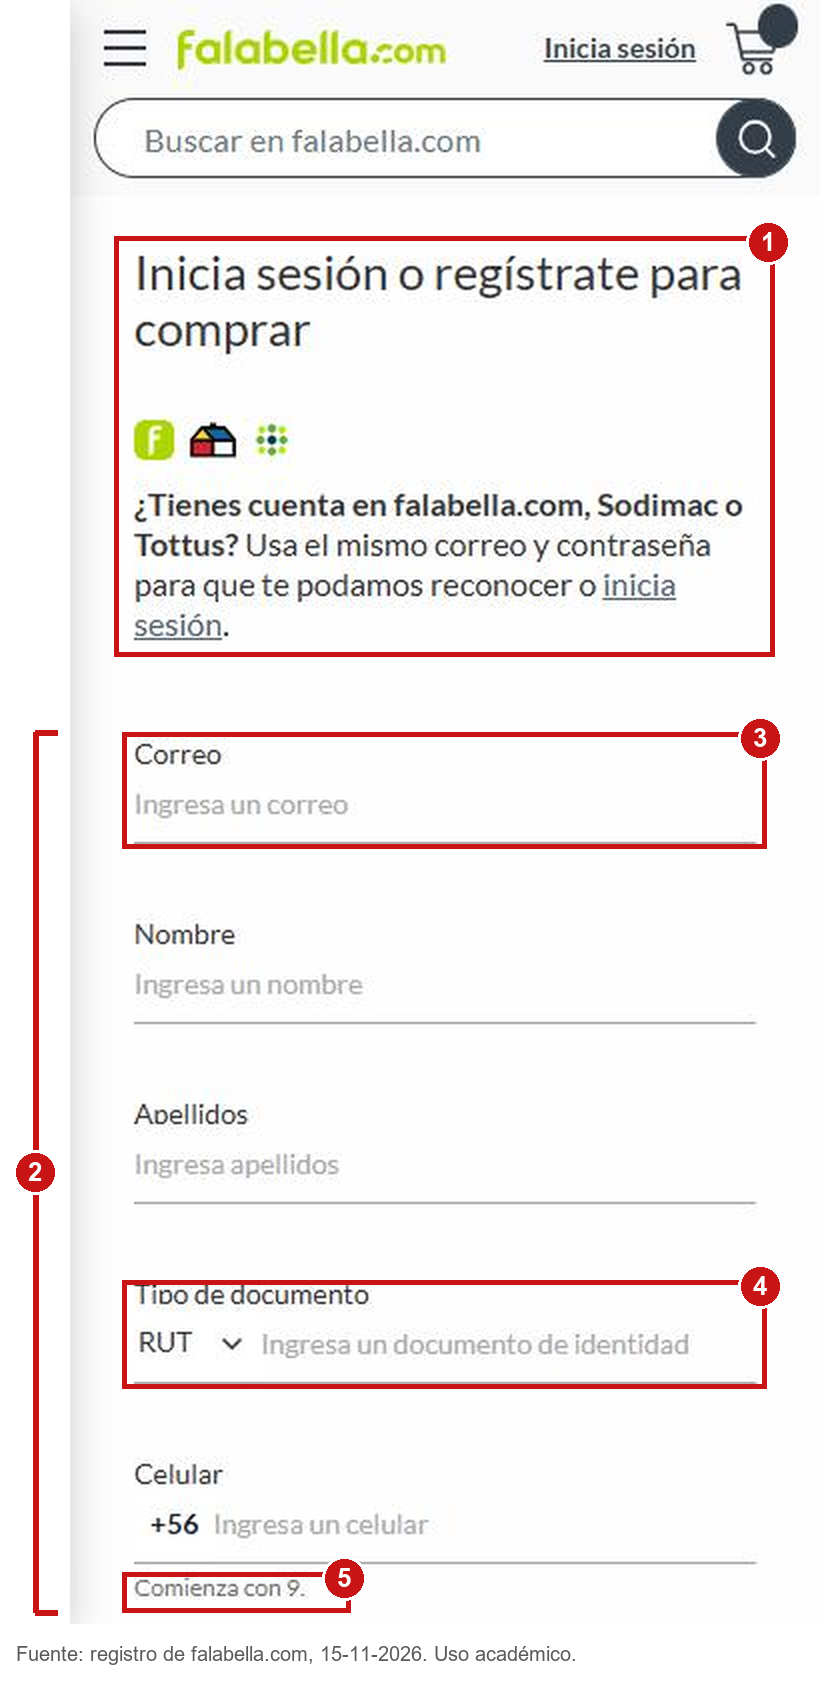 falabella.com
Inicia sesión
Buscar en falabella.com
1
Inicia sesión o regístrate para
comprar
f
¿Tienes cuenta en falabella.com, Sodimac o
Tottus? Usa el mismo correo y contraseña
para que te podamos reconocer o inicia
sesión.
3
Correo
Ingresa un correo
Nombre
Ingresa un nombre
Apellidos
Ingresa apellidos
2
4
Tipo de documento
RUT Ingresa un documento de identidad
Celular
+56 Ingresa un celular
5
Comienza con 9.
Fuente: registro de falabella.com, 15-11-2026. Uso académico.